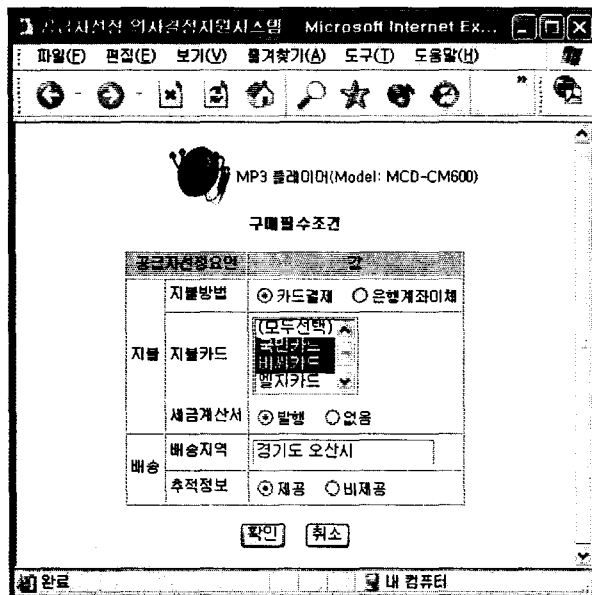 공급자선정 의사결정지원시스템 Microsoft Internet Ex...
파일(F) 편집(E) 보기(V) 즐겨찾기(A) 도구(T) 도움말(H)
»
MP3 플레이어(Model: MCD-CM600)
구매필수조건
공급자선정요인 값
지불 지불방법 카드결제 은행계좌이체
지불카드 (모두선택)
국민카드
비씨카드
엘지카드
세금계산서 발행 없음
배송 배송지역 경기도 오산시
추적정보 제공 비제공
확인 취소
완료 내 컴퓨터